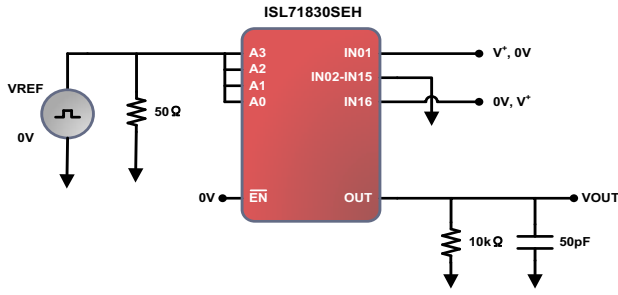 ISL71830SEH
A3
A2
A1
A0
IN01
IN02-IN15
IN16
V⁺, 0V
0V, V⁺
VREF
0V
50Ω
0V
EN
OUT
VOUT
10kΩ
50pF